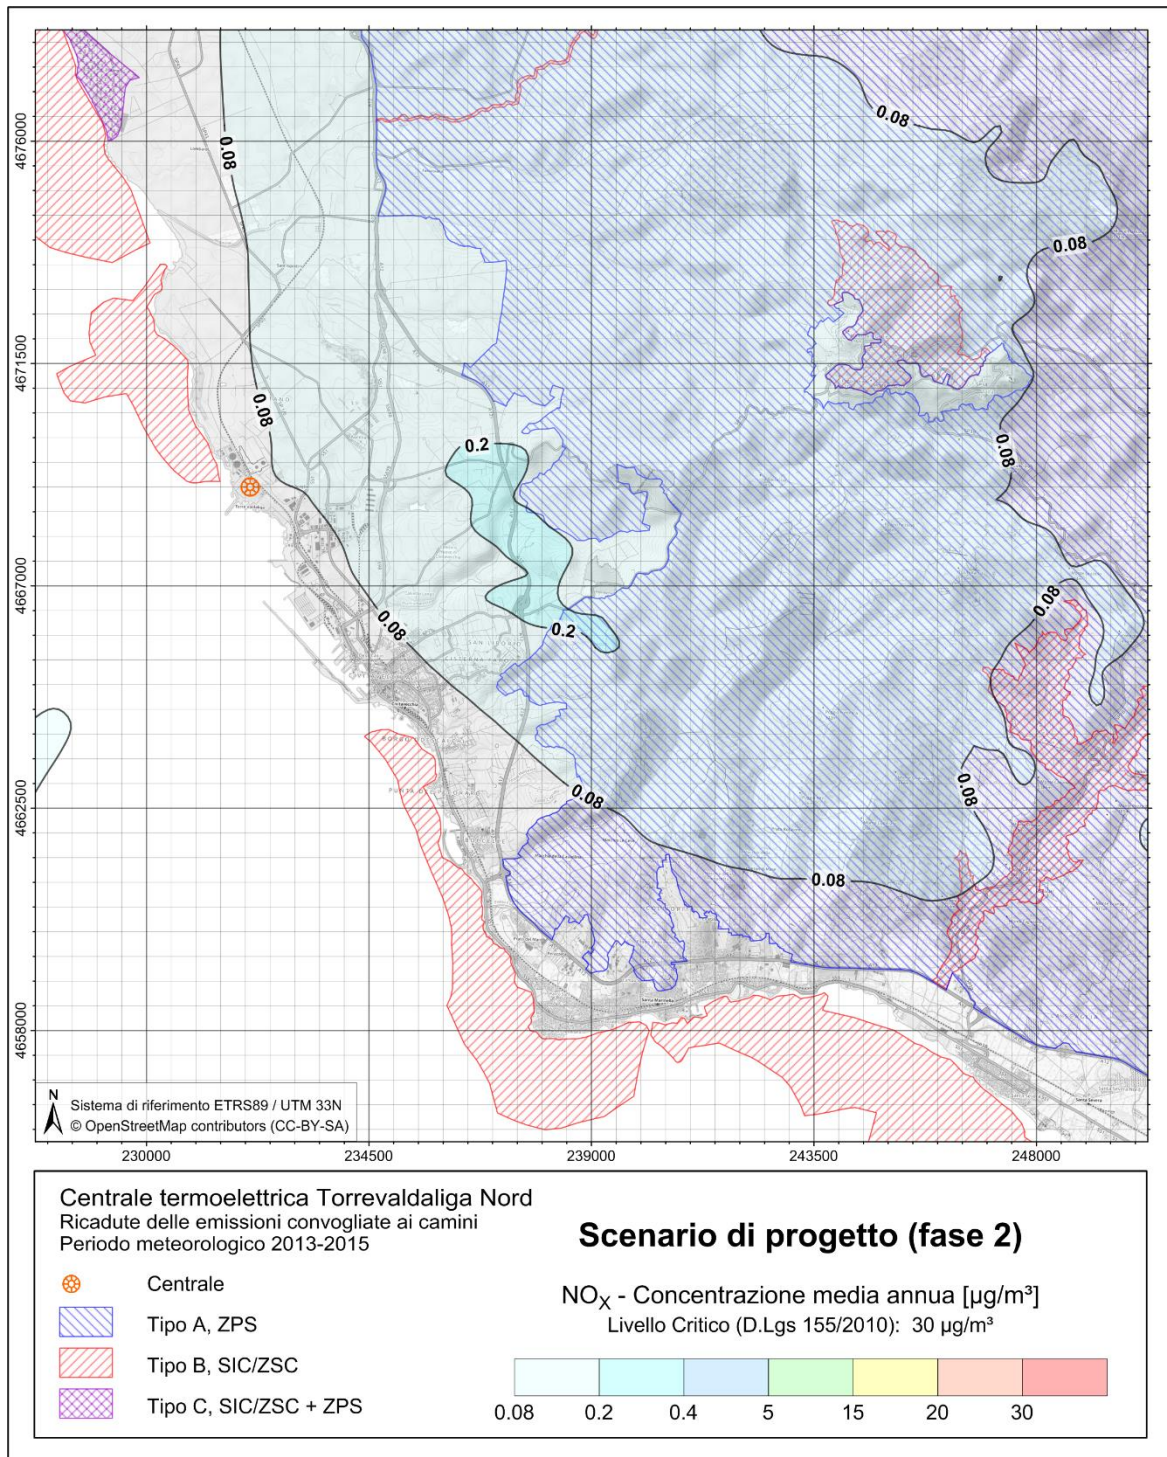 0.08
0.08
0.08
0.08
0.2
0.08
0.08
0.2
0.08
0.08
0.08
0.08
4676000
4671500
4667000
4662500
4658000
Civitavecchia
Santa Marinella
Santa Severa
N
Sistema di riferimento ETRS89 / UTM 33N
© OpenStreetMap contributors (CC-BY-SA)
230000
234500
239000
243500
248000
Centrale termoelettrica Torrevaldaliga Nord
Ricadute delle emissioni convogliate ai camini
Periodo meteorologico 2013-2015
Centrale
Tipo A, ZPS
Tipo B, SIC/ZSC
Tipo C, SIC/ZSC + ZPS
Scenario di progetto (fase 2)
NOX - Concentrazione media annua [µg/m³]
Livello Critico (D.Lgs 155/2010): 30 µg/m³
0.08
0.2
0.4
5
15
20
30